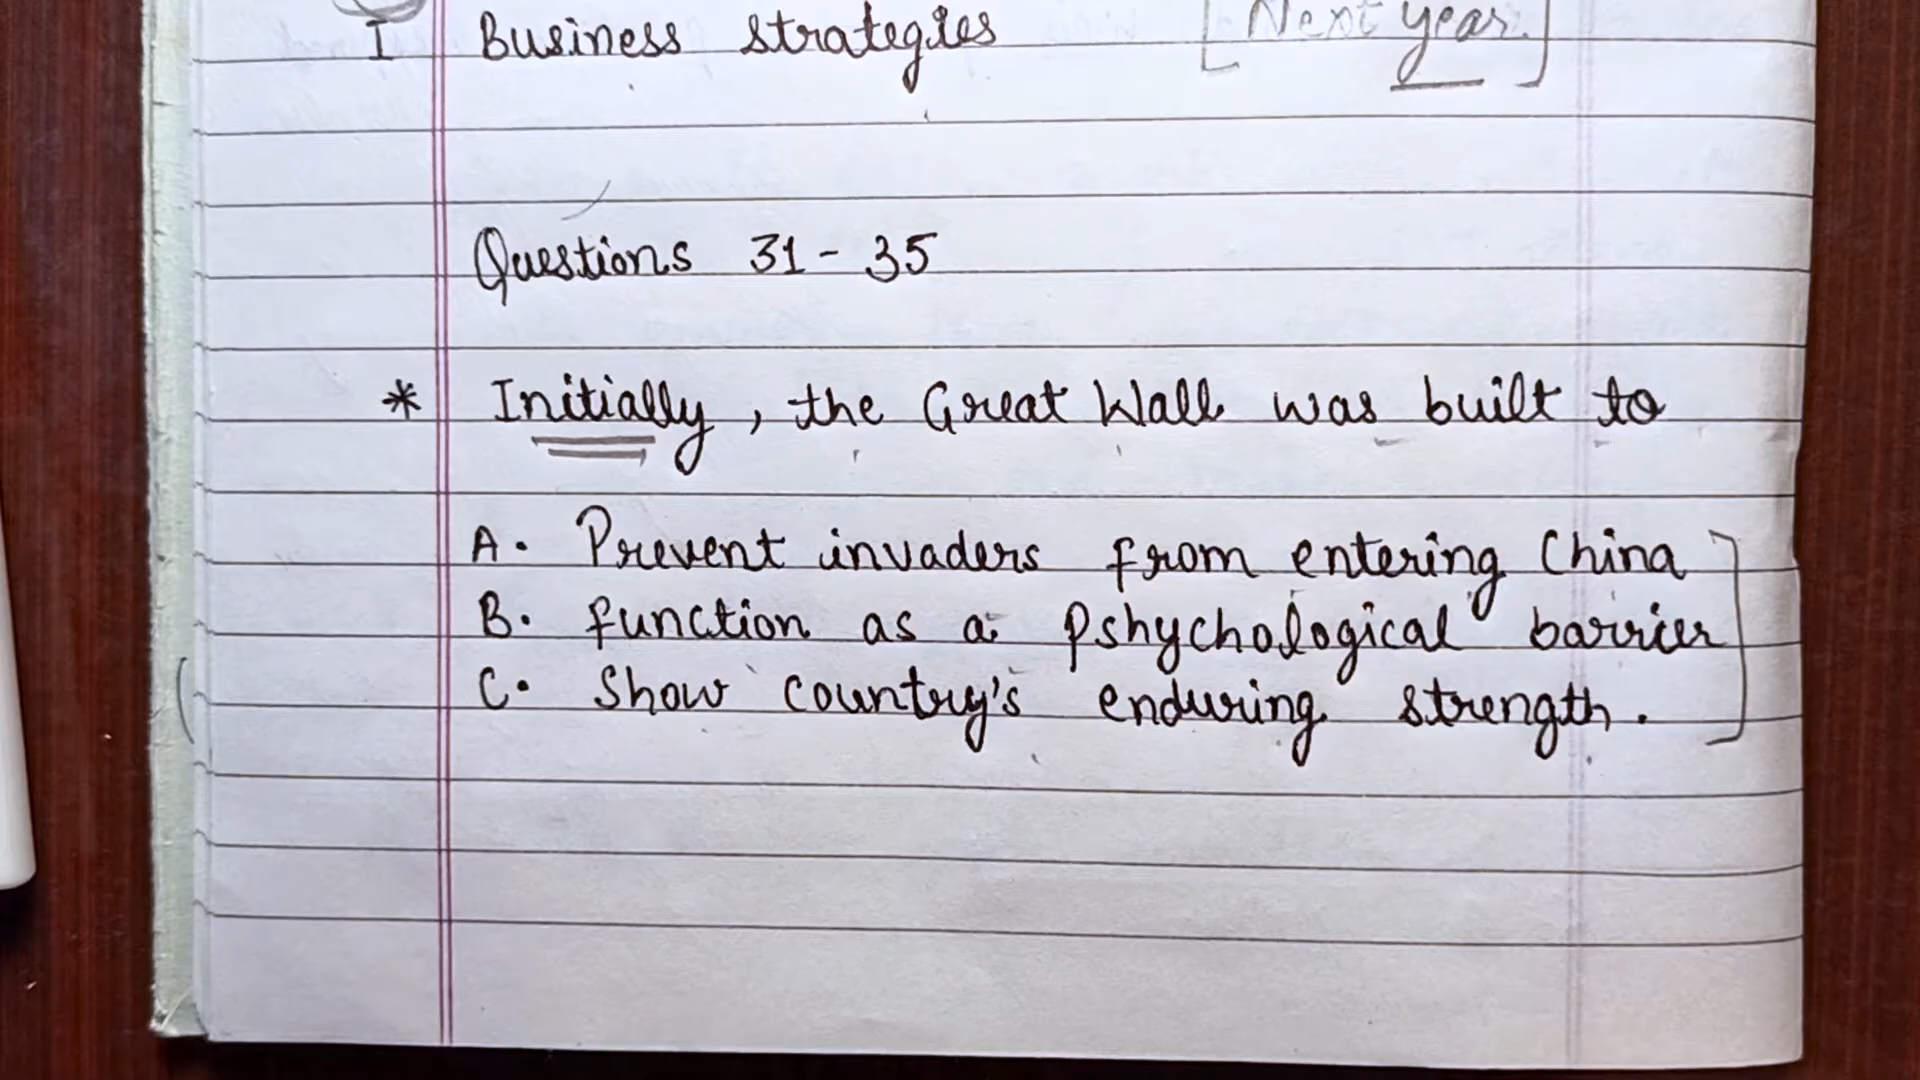 I Business strategies [Next year.]
Questions 31 - 35
* Initially, the Great Wall was built to
A. Prevent invaders from entering China
B. function as a pshychological barrier
C. Show country's enduring strength.